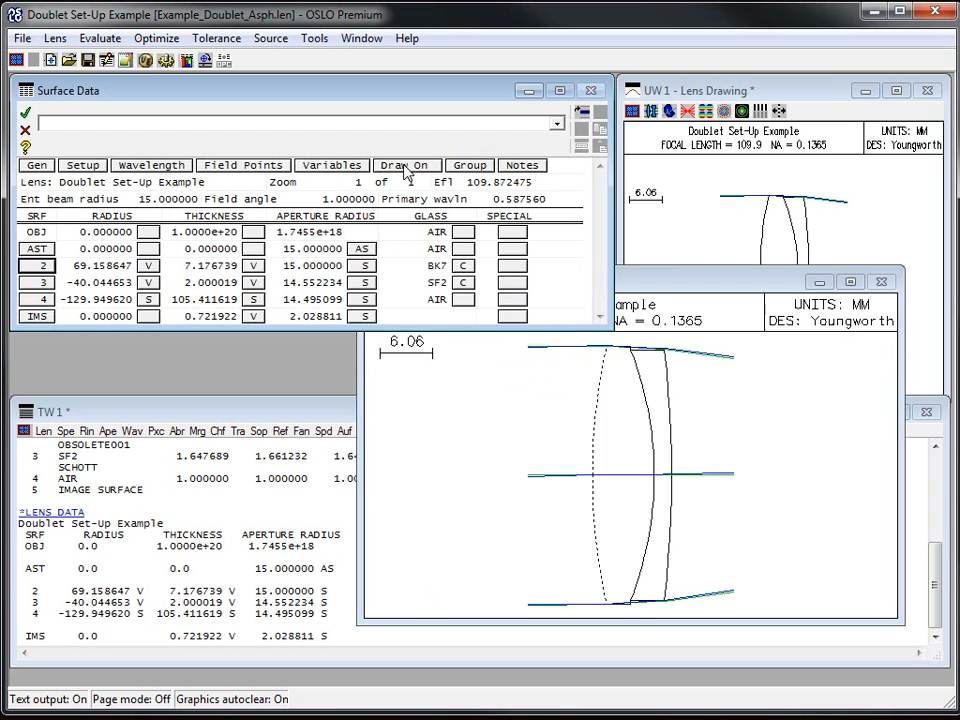 Doublet Set-Up Example [Example_Doublet_Asph.len] - OSLO Premium
File Lens Evaluate Optimize Tolerance Source Tools Window Help
Surface Data
Gen Setup Wavelength Field Points Variables Draw On Group Notes
Lens: Doublet Set-Up Example Zoom 1 of 1 Efl 109.872475
Ent beam radius 15.000000 Field angle 1.000000 Primary wavln 0.587560
SRF RADIUS THICKNESS APERTURE RADIUS GLASS SPECIAL
OBJ 0.000000 1.0000e+20 1.7455e+18 AIR
AST 0.000000 0.000000 15.000000 AS AIR
2 69.158647 V 7.176739 V 15.000000 S BK7 C
3 -40.044653 V 2.000019 V 14.552234 S SF2 C
4 -129.949620 S 105.411619 S 14.495099 S AIR
IMS 0.000000 0.721922 V 2.028811 S
UW 1 - Lens Drawing *
Doublet Set-Up Example
FOCAL LENGTH = 109.9 NA = 0.1365
UNITS: MM
DES: Youngworth
6.06
ample
NA = 0.1365
UNITS: MM
DES: Youngworth
6.06
TW 1 *
Len Spe Rin Ape Wav Pxc Abr Mrg Chf Tra Sop Ref Fan Spd Auf
OBSOLETE001
3 SF2 1.647689 1.661232 1.64
SCHOTT
4 AIR 1.000000 1.000000 1.00
5 IMAGE SURFACE
*LENS DATA
Doublet Set-Up Example
SRF RADIUS THICKNESS APERTURE RADIUS
OBJ 0.0 1.0000e+20 1.7455e+18
AST 0.0 0.0 15.000000 AS
2 69.158647 V 7.176739 V 15.000000 S
3 -40.044653 V 2.000019 V 14.552234 S
4 -129.949620 S 105.411619 S 14.495099 S
IMS 0.0 0.721922 V 2.028811 S
Text output: On Page mode: Off Graphics autoclear: On